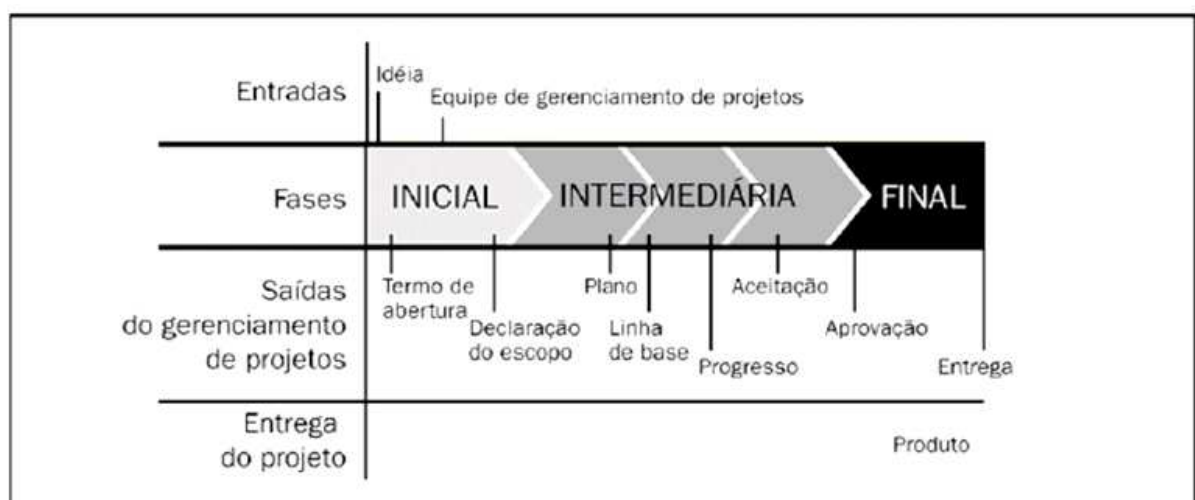 Entradas
Idéia
Equipe de gerenciamento de projetos
Fases
INICIAL
INTERMEDIÁRIA
FINAL
Saídas
do gerenciamento
de projetos
Termo de
abertura
Declaração
do escopo
Plano
Linha
de base
Progresso
Aceitação
Aprovação
Entrega
Entrega
do projeto
Produto